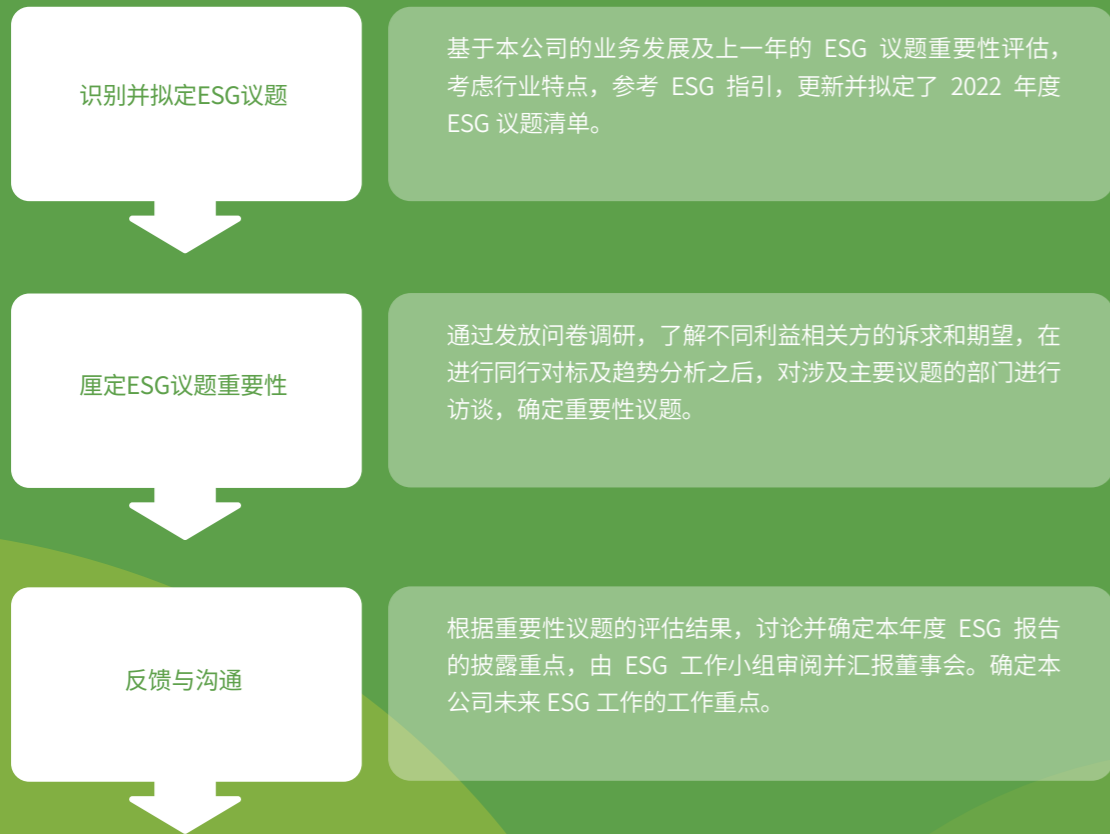 识别并拟定ESG议题
基于本公司的业务发展及上一年的 ESG 议题重要性评估，
考虑行业特点，参考 ESG 指引，更新并拟定了 2022 年度
ESG 议题清单。
厘定ESG议题重要性
通过发放问卷调研，了解不同利益相关方的诉求和期望，在
进行同行对标及趋势分析之后，对涉及主要议题的部门进行
访谈，确定重要性议题。
反馈与沟通
根据重要性议题的评估结果，讨论并确定本年度 ESG 报告
的披露重点，由 ESG 工作小组审阅并汇报董事会。确定本
公司未来 ESG 工作的工作重点。